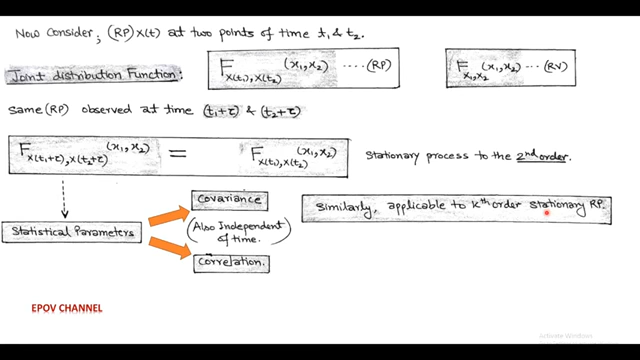 Now Consider, (RP) X(t) at two points of time t₁ & t₂.
Joint distribution Function: F X(t₁), X(t₂) (x₁, x₂) ..... (RP) F X₁, X₂ (x₁, x₂) ... (RV)
Same (RP) observed at time (t₁+τ) & (t₂+τ)
F X(t₁+τ), X(t₂+τ) (x₁, x₂) = F X(t₁), X(t₂) (x₁, x₂) Stationary process to the 2nd order.
Covariance
Similarly, applicable to Kth order stationary RP.
Statistical Parameters
(Also Independent of time.)
Correlation.
EPOV CHANNEL
Activate Windows